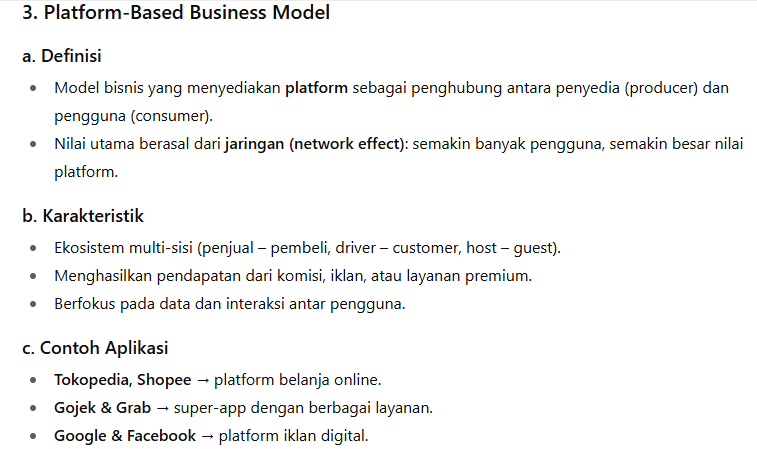 3. Platform-Based Business Model
a. Definisi
• Model bisnis yang menyediakan platform sebagai penghubung antara penyedia (producer) dan
pengguna (consumer).
• Nilai utama berasal dari jaringan (network effect): semakin banyak pengguna, semakin besar nilai
platform.
b. Karakteristik
• Ekosistem multi-sisi (penjual – pembeli, driver – customer, host – guest).
• Menghasilkan pendapatan dari komisi, iklan, atau layanan premium.
• Berfokus pada data dan interaksi antar pengguna.
c. Contoh Aplikasi
• Tokopedia, Shopee → platform belanja online.
• Gojek & Grab → super-app dengan berbagai layanan.
• Google & Facebook → platform iklan digital.